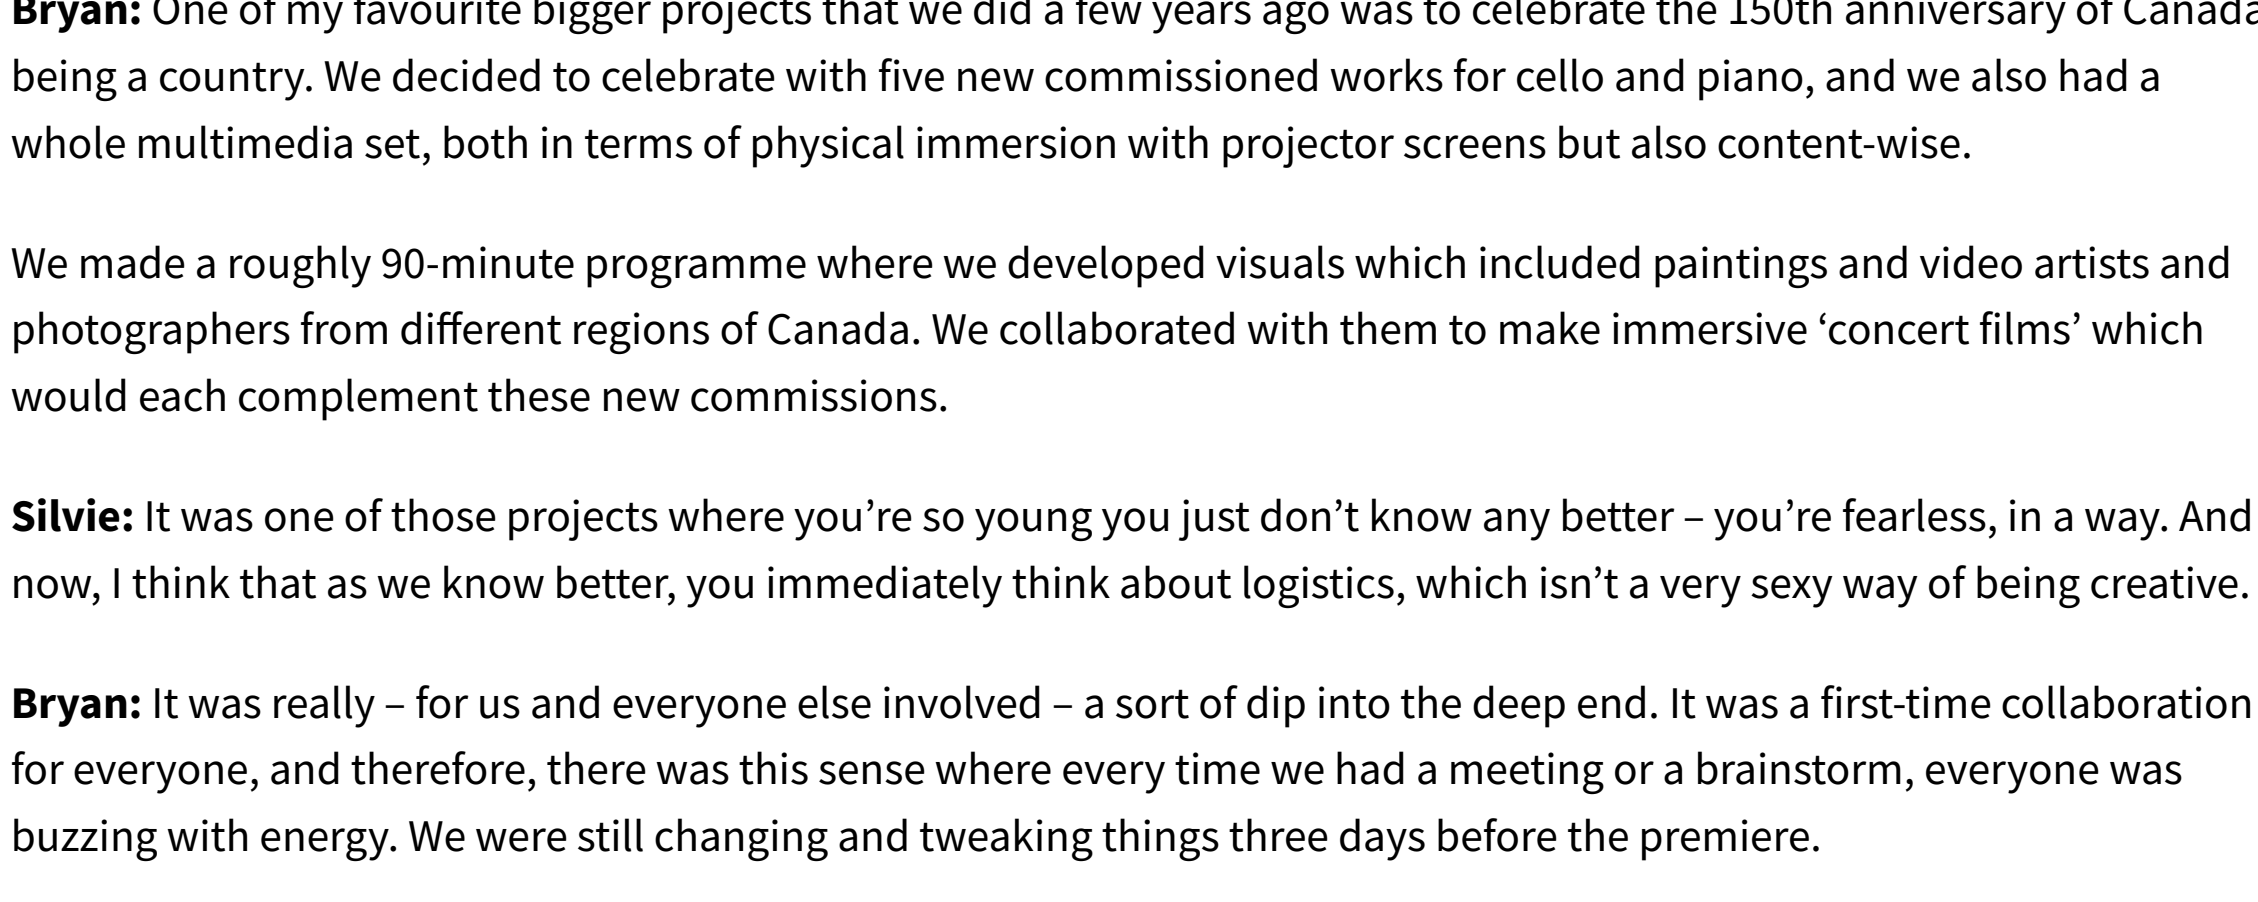 Bryan: One of my favourite bigger projects that we did a few years ago was to celebrate the 150th anniversary of Canada
being a country. We decided to celebrate with five new commissioned works for cello and piano, and we also had a
whole multimedia set, both in terms of physical immersion with projector screens but also content-wise.
We made a roughly 90-minute programme where we developed visuals which included paintings and video artists and
photographers from different regions of Canada. We collaborated with them to make immersive ‘concert films’ which
would each complement these new commissions.
Silvie: It was one of those projects where you’re so young you just don’t know any better – you’re fearless, in a way. And
now, I think that as we know better, you immediately think about logistics, which isn’t a very sexy way of being creative.
Bryan: It was really – for us and everyone else involved – a sort of dip into the deep end. It was a first-time collaboration
for everyone, and therefore, there was this sense where every time we had a meeting or a brainstorm, everyone was
buzzing with energy. We were still changing and tweaking things three days before the premiere.